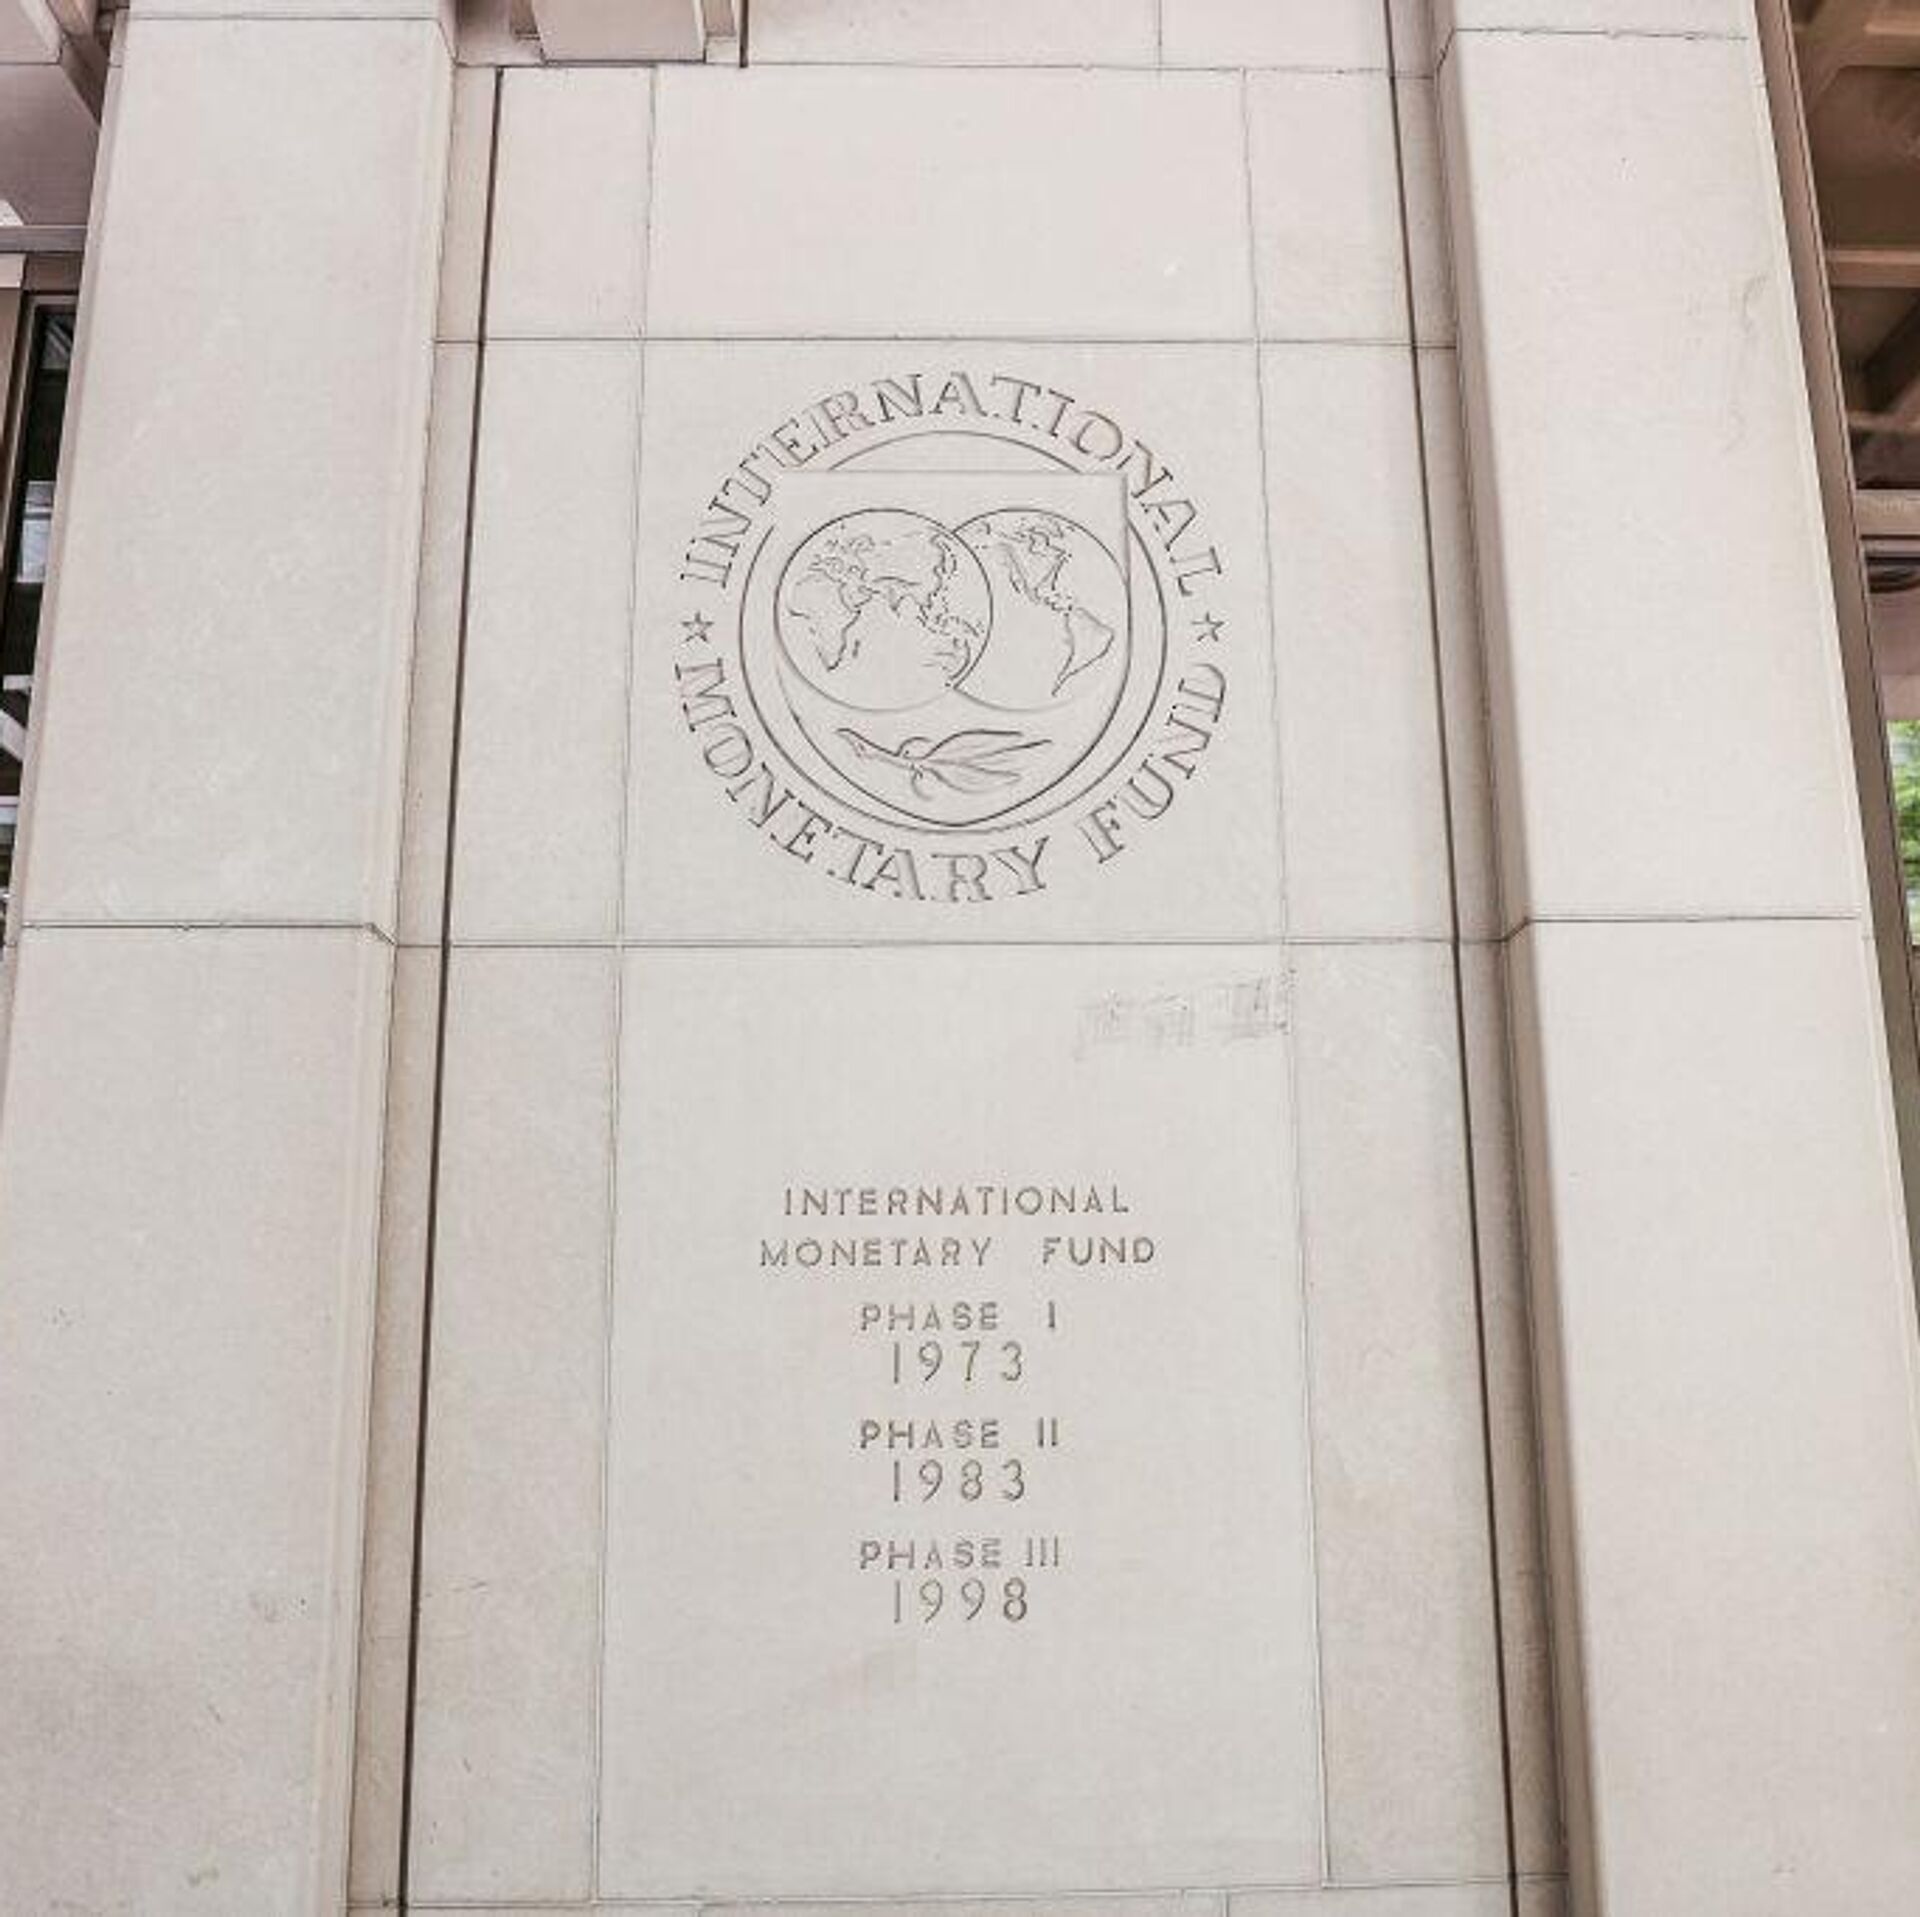 INTERNATIONAL
★ MONETARY FUND ★
INTERNATIONAL
MONETARY FUND
PHASE I
1973
PHASE II
1983
PHASE III
1998